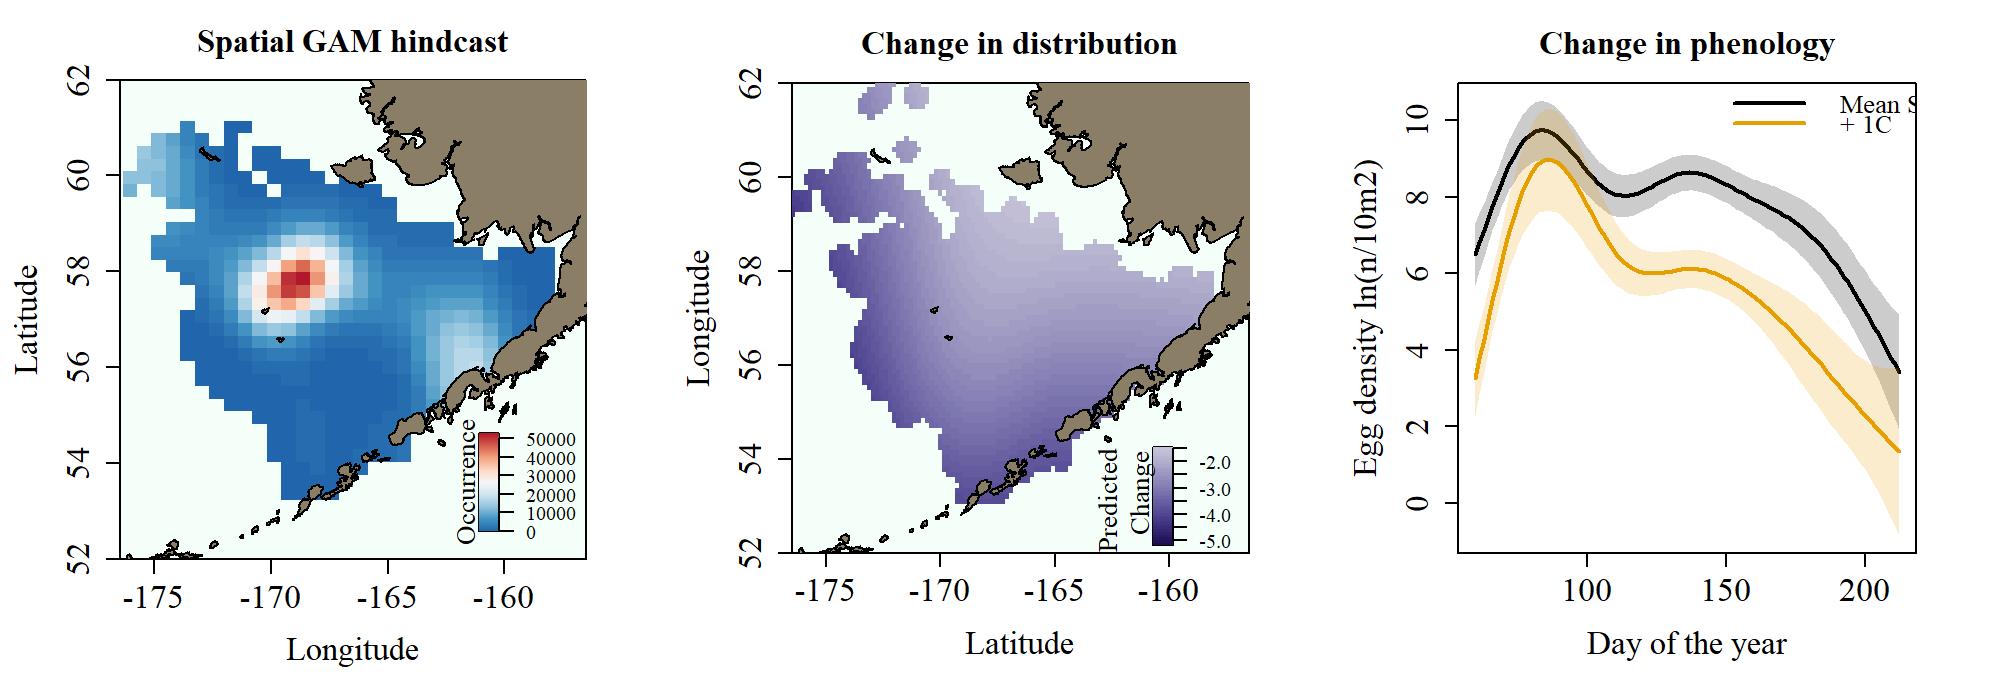 Spatial GAM hindcast
Latitude
62
60
58
56
54
52
Occurrence
50000
40000
30000
20000
10000
0
-175
-170
-165
-160
Longitude
Change in distribution
Longitude
62
60
58
56
54
52
Predicted
Change
-2.0
-3.0
-4.0
-5.0
-175
-170
-165
-160
Latitude
Change in phenology
Egg density ln(n/10m2)
10
8
6
4
2
0
Mean S
+ 1C
100
150
200
Day of the year